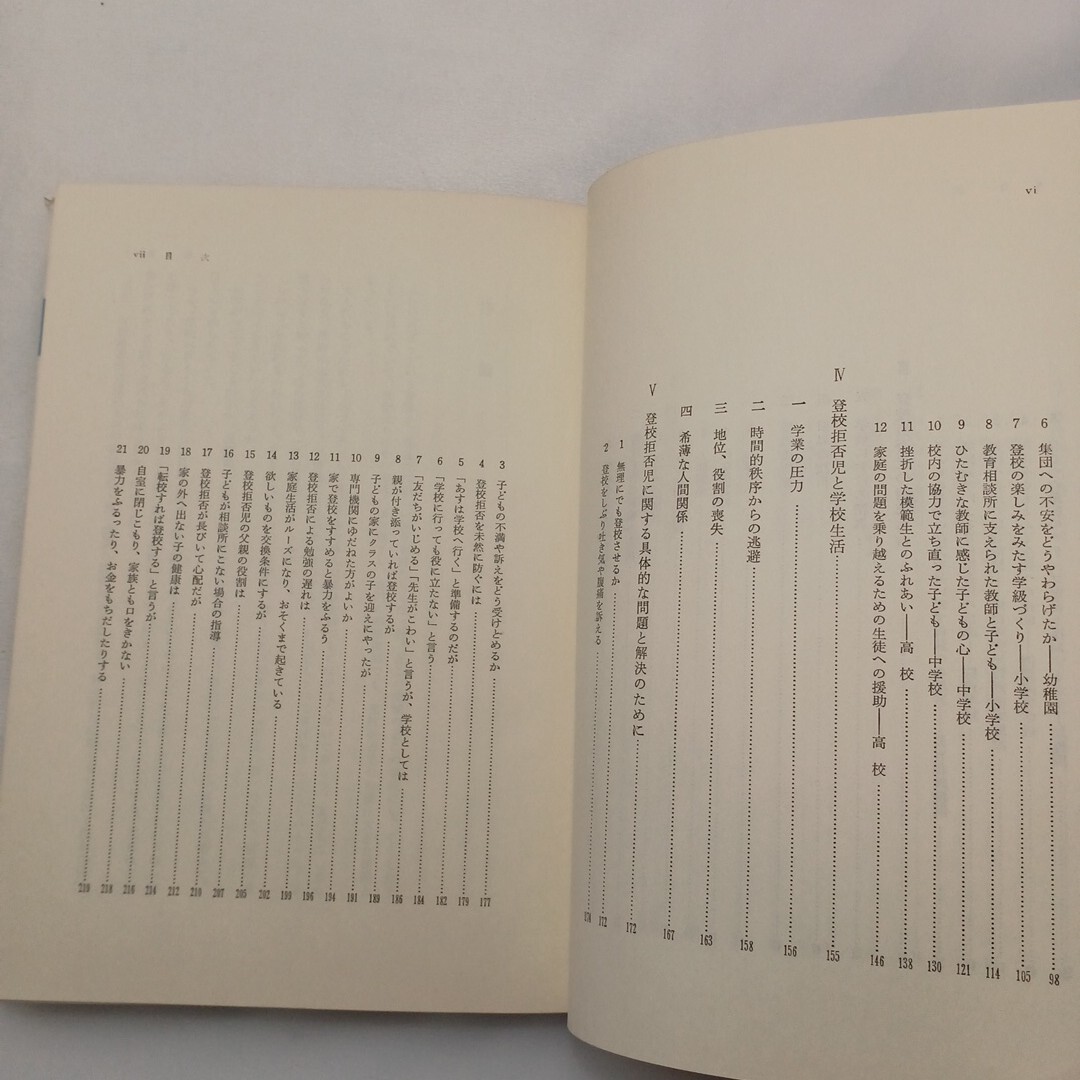 vi
6 集団への不安をどうやわらげたか――幼稚園……98
7 登校の楽しみをみたす学級づくり――小学校……105
8 教育相談所に支えられた教師と子ども――小学校……114
9 ひたむきな教師に感じた子どもの心――中学校……121
10 校内の協力で立ち直った子ども――中学校……130
11 挫折した模範生とのふれあい――高 校……138
12 家庭の問題を乗り越えるための生徒への援助――高 校……146
Ⅳ 登校拒否児と学校生活……155
一 学業の圧力……156
二 時間的秩序からの逃避……158
三 地位、役割の喪失……163
四 希薄な人間関係……167
Ⅴ 登校拒否児に関する具体的な問題と解決のために……172
1 無理にでも登校させるか……172
2 登校をしぶり吐き気や腹痛を訴える……174
vii 目 次
3 子どもの不満や訴えをどう受けとめるか……177
4 登校拒否を未然に防ぐには……179
5 「あすは学校へ行く」と準備するのだが……182
6 「学校に行っても役に立たない」と言う……184
7 「友だちがいじめる」「先生がこわい」と言うが、学校としては……186
8 親が付き添っていれば登校するが……189
9 子どもの家にクラスの子を迎えにやったが……191
10 専門機関にゆだねた方がよいか……194
11 家で登校をすすめると暴力をふるう……196
12 登校拒否による勉強の遅れは……199
13 家庭生活がルーズになり、おそくまで起きている……202
14 欲しいものを交換条件にするが……205
15 登校拒否児の父親の役割は……207
16 子どもが相談所にこない場合の指導……210
17 登校拒否が長びいて心配だが……212
18 家の外へ出ない子の健康は……214
19 「転校すれば登校する」と言うが……216
20 自室に閉じこもり、家族とも口をきかない……218
21 暴力をふるったり、お金をもちだしたりする……219